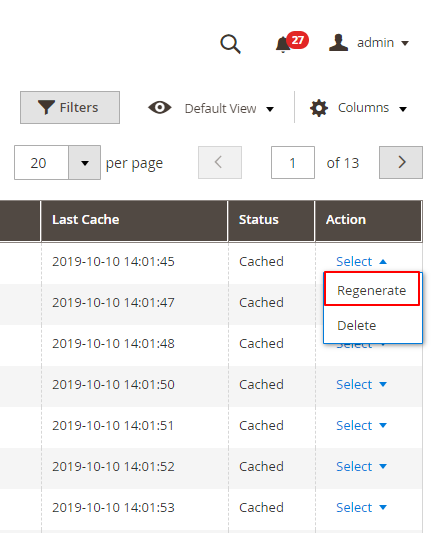 27 admin
Filters Default View Columns
20 per page 1 of 13
Last Cache Status Action
2019-10-10 14:01:45 Cached Select
Regenerate
2019-10-10 14:01:47 Cached
Delete
2019-10-10 14:01:48 Cached Select
2019-10-10 14:01:50 Cached Select
2019-10-10 14:01:51 Cached Select
2019-10-10 14:01:52 Cached Select
2019-10-10 14:01:53 Cached Select